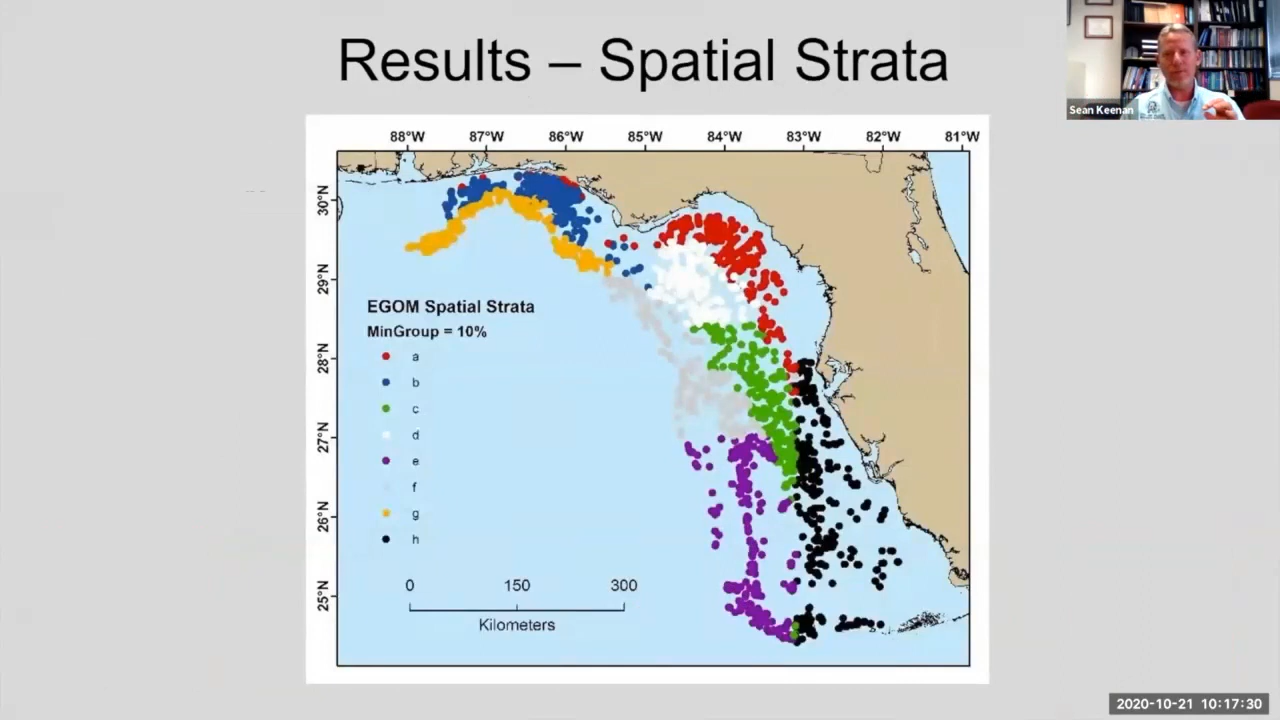 Results – Spatial Strata
Sean Keenan
88°W 87°W 86°W 85°W 84°W 83°W 82°W 81°W
30°N
29°N
28°N
27°N
26°N
25°N
EGOM Spatial Strata
MinGroup = 10%
a
b
c
d
e
f
g
h
0 150 300
Kilometers
2020-10-21 10:17:30